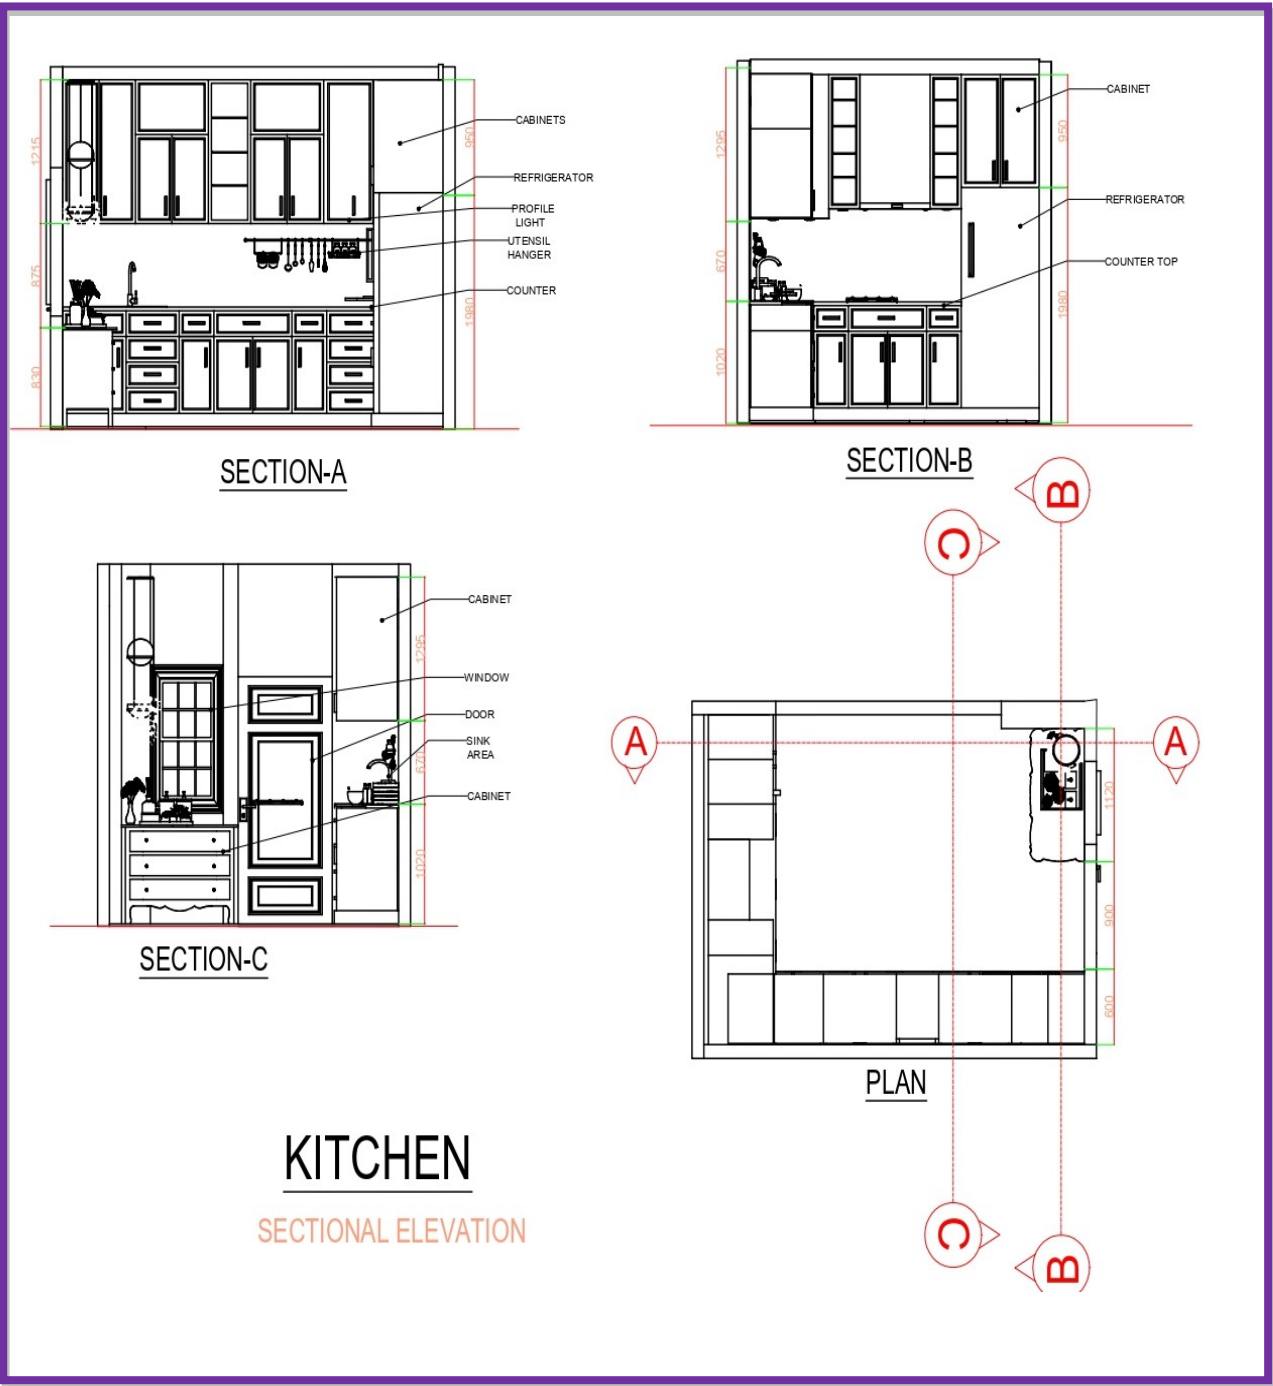 1215
875
830
950
1980
CABINETS
REFRIGERATOR
PROFILE
LIGHT
UTENSIL
HANGER
COUNTER
SECTION-A
1295
670
1020
950
1980
CABINET
REFRIGERATOR
COUNTER TOP
SECTION-B
1295
670
1020
CABINET
WINDOW
DOOR
SINK
AREA
CABINET
SECTION-C
B
C
A
A
1120
900
600
PLAN
C
B
KITCHEN
SECTIONAL ELEVATION